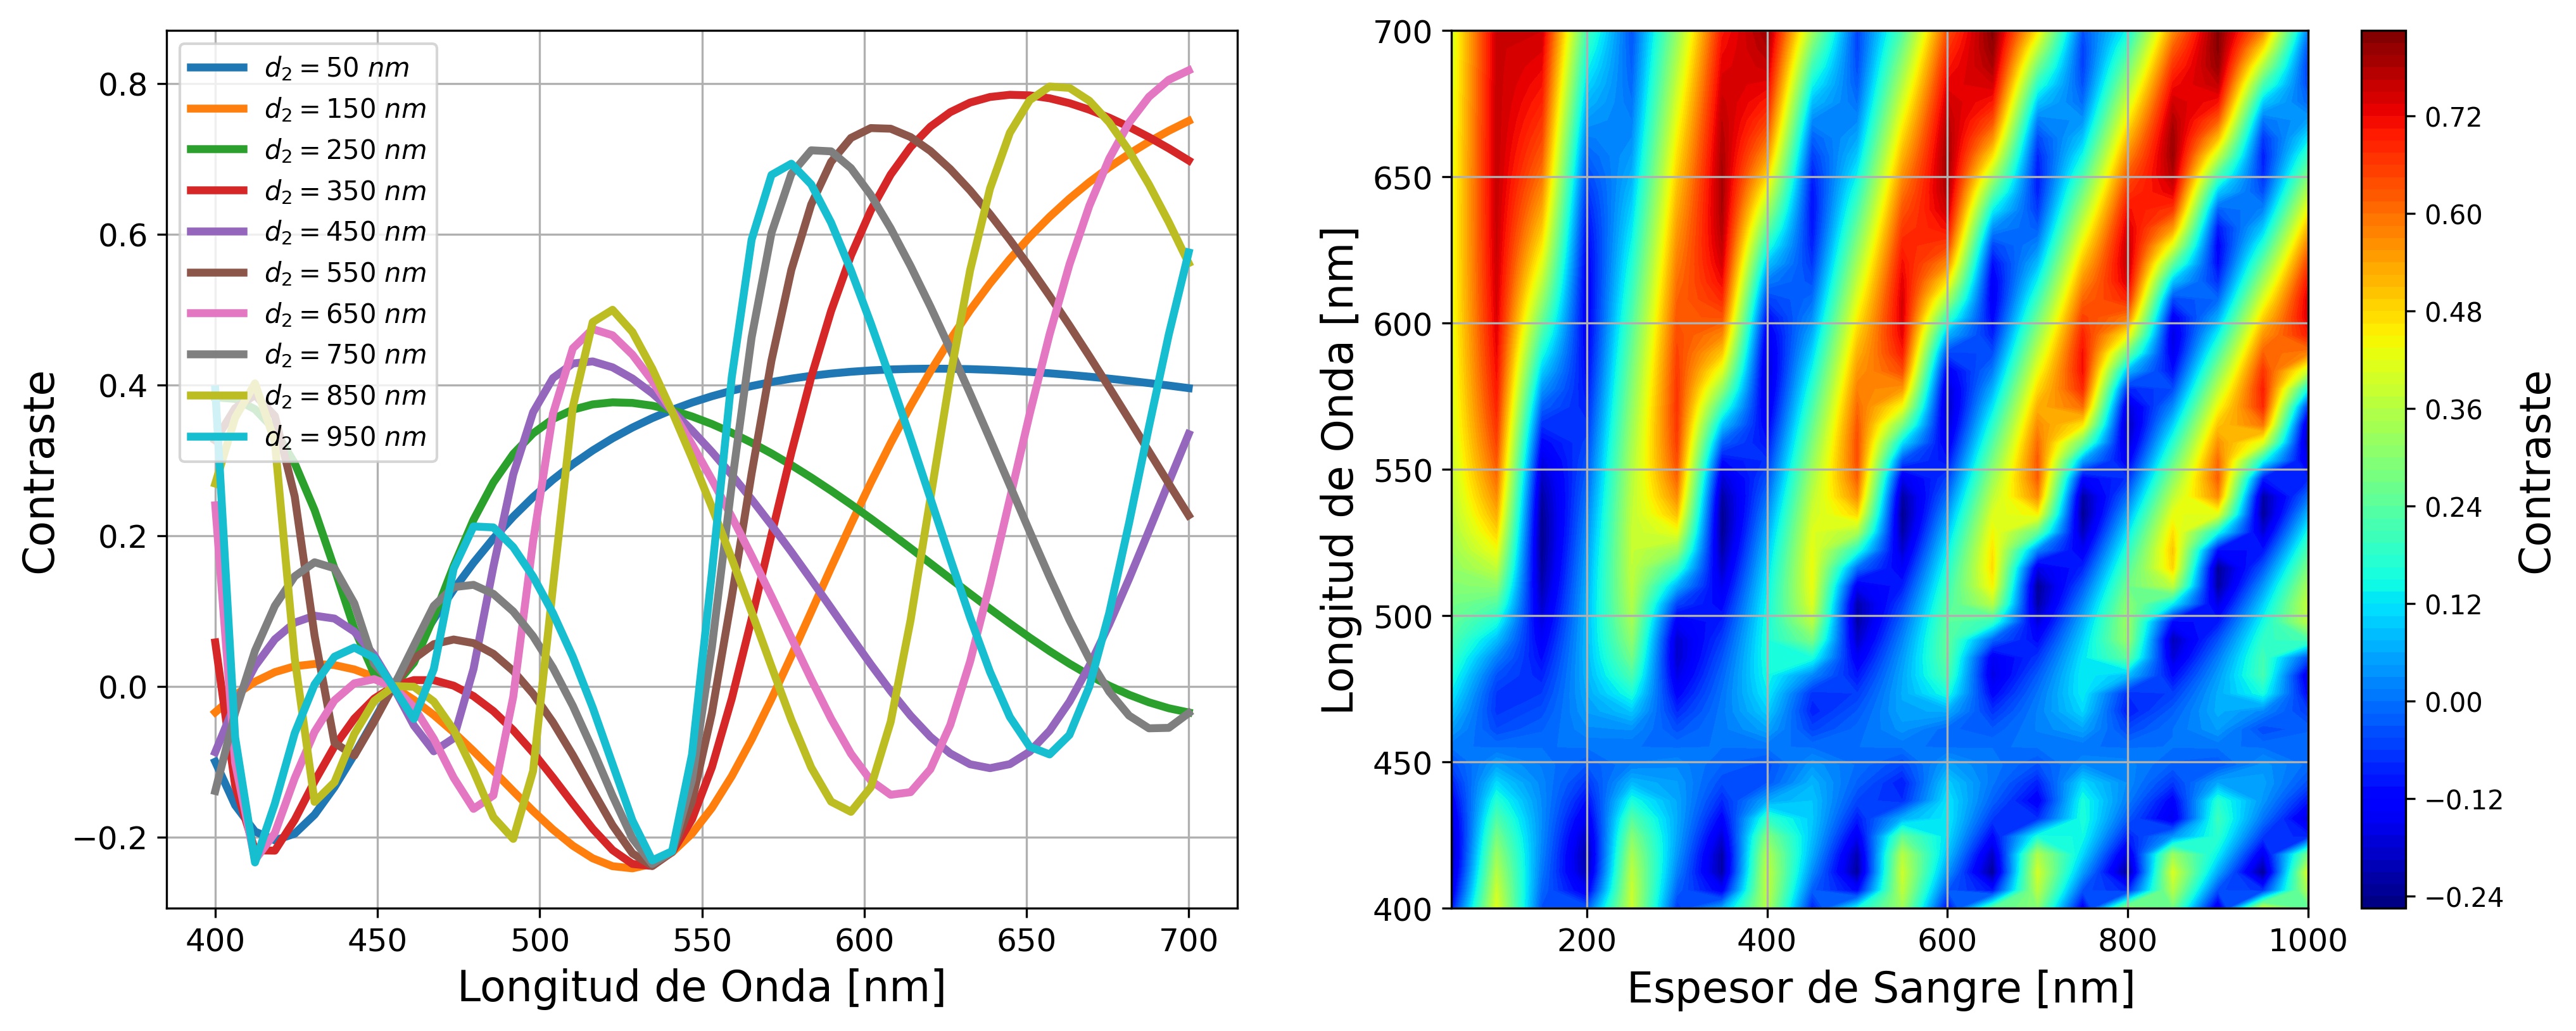 Contraste
0.8
0.6
0.4
0.2
0.0
−0.2
d₂ = 50 nm
d₂ = 150 nm
d₂ = 250 nm
d₂ = 350 nm
d₂ = 450 nm
d₂ = 550 nm
d₂ = 650 nm
d₂ = 750 nm
d₂ = 850 nm
d₂ = 950 nm
400 450 500 550 600 650 700
Longitud de Onda [nm]
Longitud de Onda [nm]
700
650
600
550
500
450
400
200 400 600 800 1000
Espesor de Sangre [nm]
0.72
0.60
0.48
0.36
0.24
0.12
0.00
−0.12
−0.24
Contraste